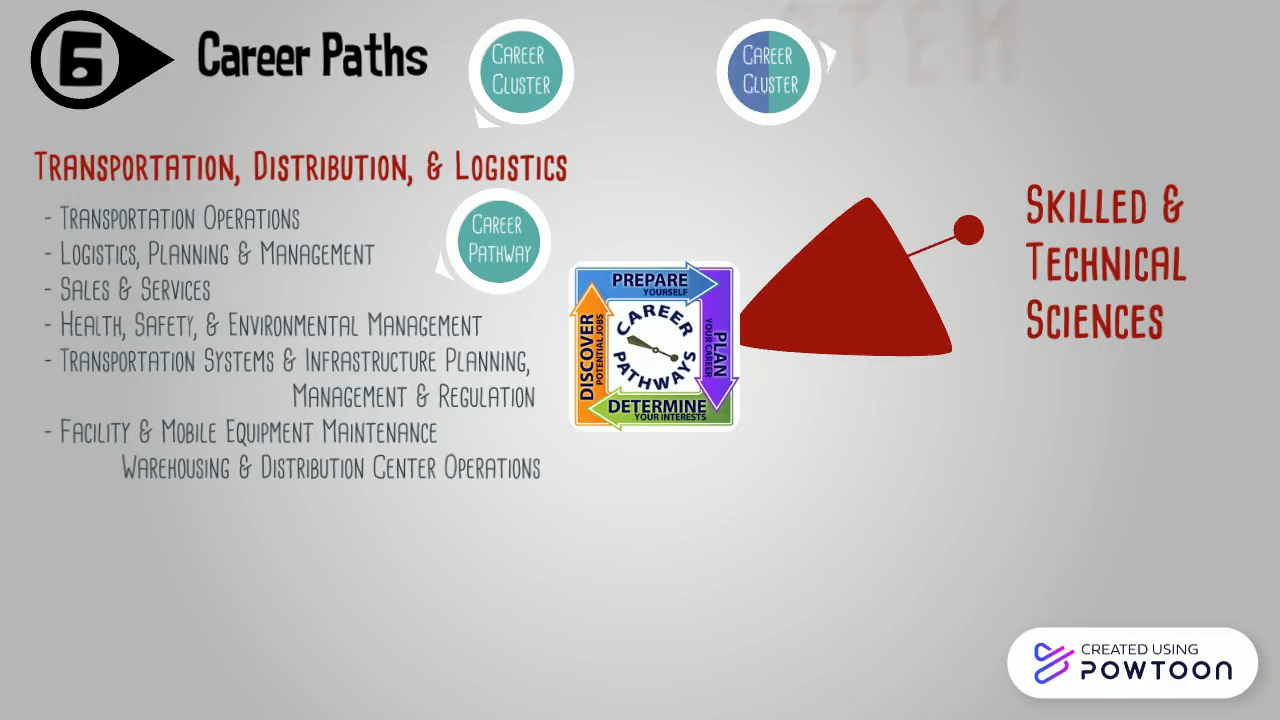 6 Career Paths
CAREER
CLUSTER
CAREER
CLUSTER
STEM
TRANSPORTATION, DISTRIBUTION, & LOGISTICS
- TRANSPORTATION OPERATIONS
- LOGISTICS, PLANNING & MANAGEMENT
- SALES & SERVICES
- HEALTH, SAFETY, & ENVIRONMENTAL MANAGEMENT
- TRANSPORTATION SYSTEMS & INFRASTRUCTURE PLANNING,
MANAGEMENT & REGULATION
- FACILITY & MOBILE EQUIPMENT MAINTENANCE
WAREHOUSING & DISTRIBUTION CENTER OPERATIONS
CAREER
PATHWAY
PREPARE
YOURSELF
PLAN
YOUR CAREER
DETERMINE
YOUR INTERESTS
DISCOVER
POTENTIAL JOBS
CAREER
PATHWAYS
SKILLED &
TECHNICAL
SCIENCES
CREATED USING
POWTOON